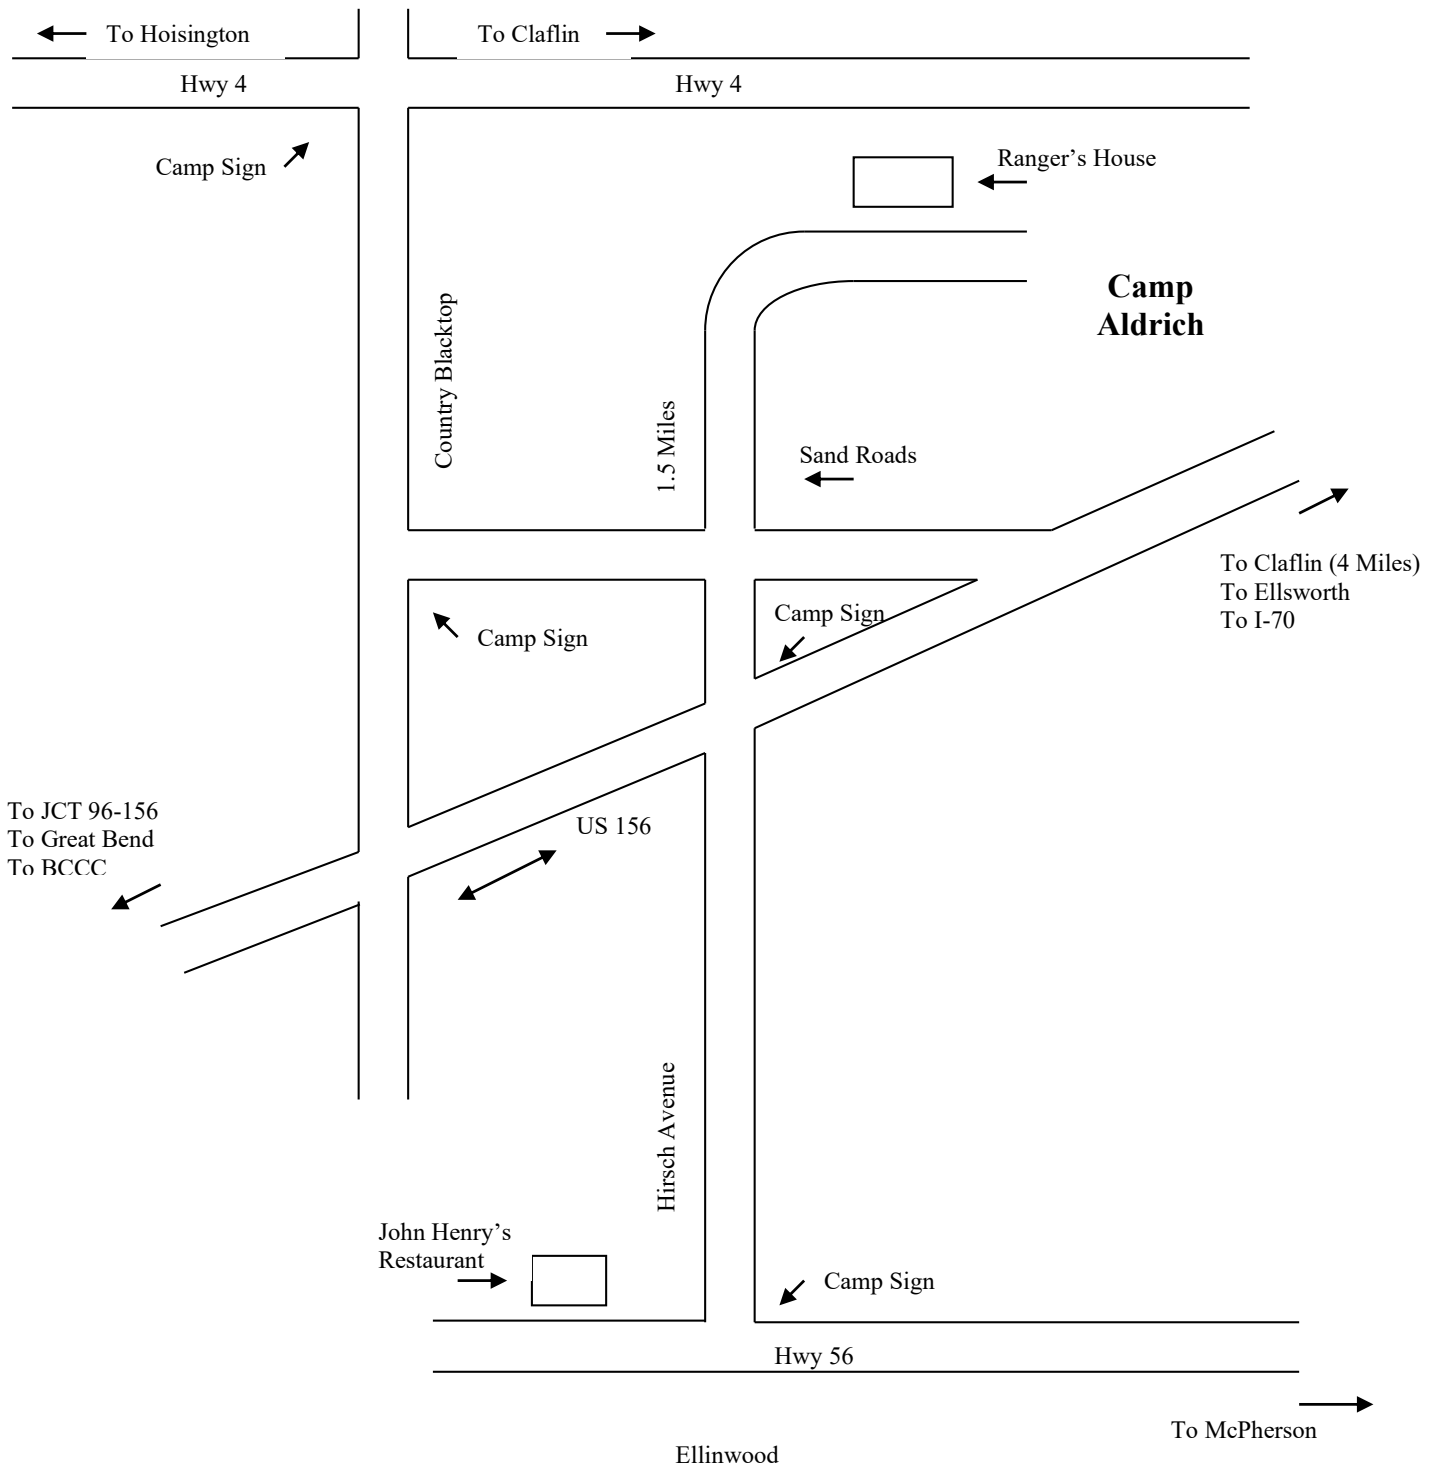 To Hoisington
To Claflin
Hwy 4
Hwy 4
Camp Sign
Ranger’s House
Camp
Aldrich
Country Blacktop
1.5 Miles
Sand Roads
To Claflin (4 Miles)
To Ellsworth
To I-70
Camp Sign
Camp Sign
To JCT 96-156
To Great Bend
To BCCC
US 156
Hirsch Avenue
John Henry’s
Restaurant
Camp Sign
Hwy 56
To McPherson
Ellinwood